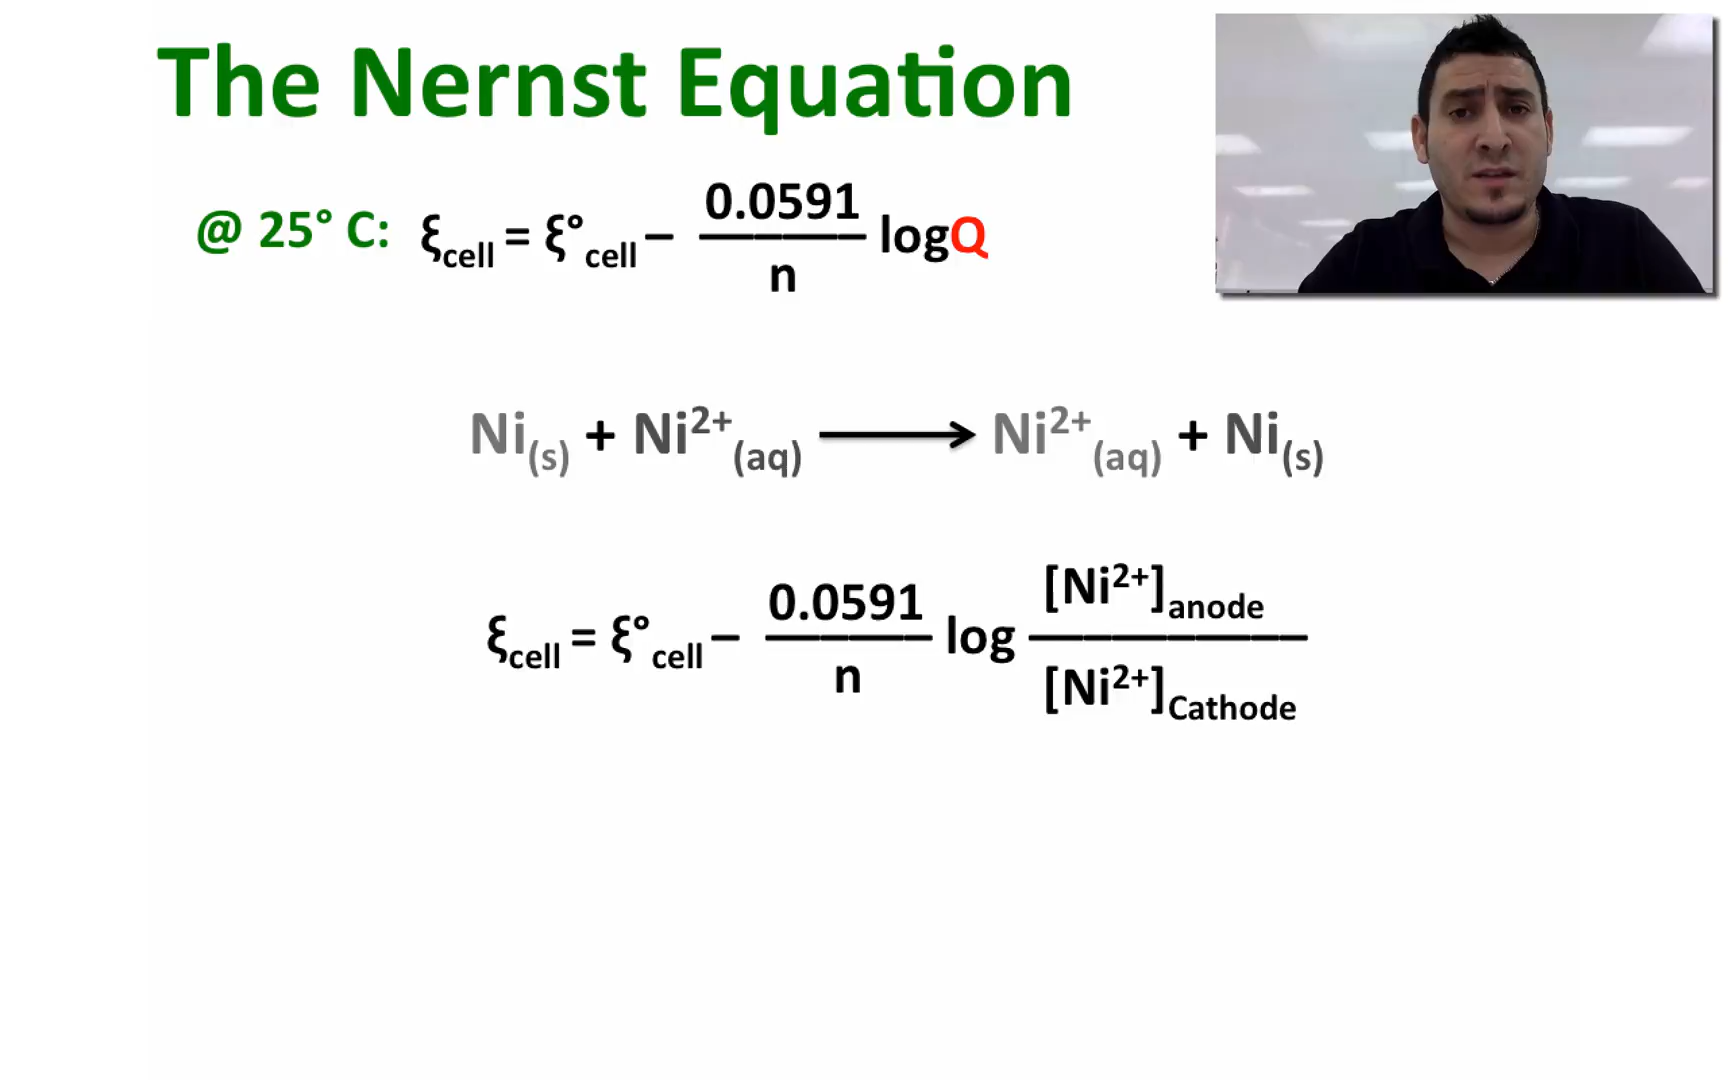 The Nernst Equation
@ 25° C: ξcell = ξ°cell – 0.0591/n logQ
Ni(s) + Ni²⁺(aq) ⟶ Ni²⁺(aq) + Ni(s)
ξcell = ξ°cell – 0.0591/n log [Ni²⁺]anode/[Ni²⁺]Cathode